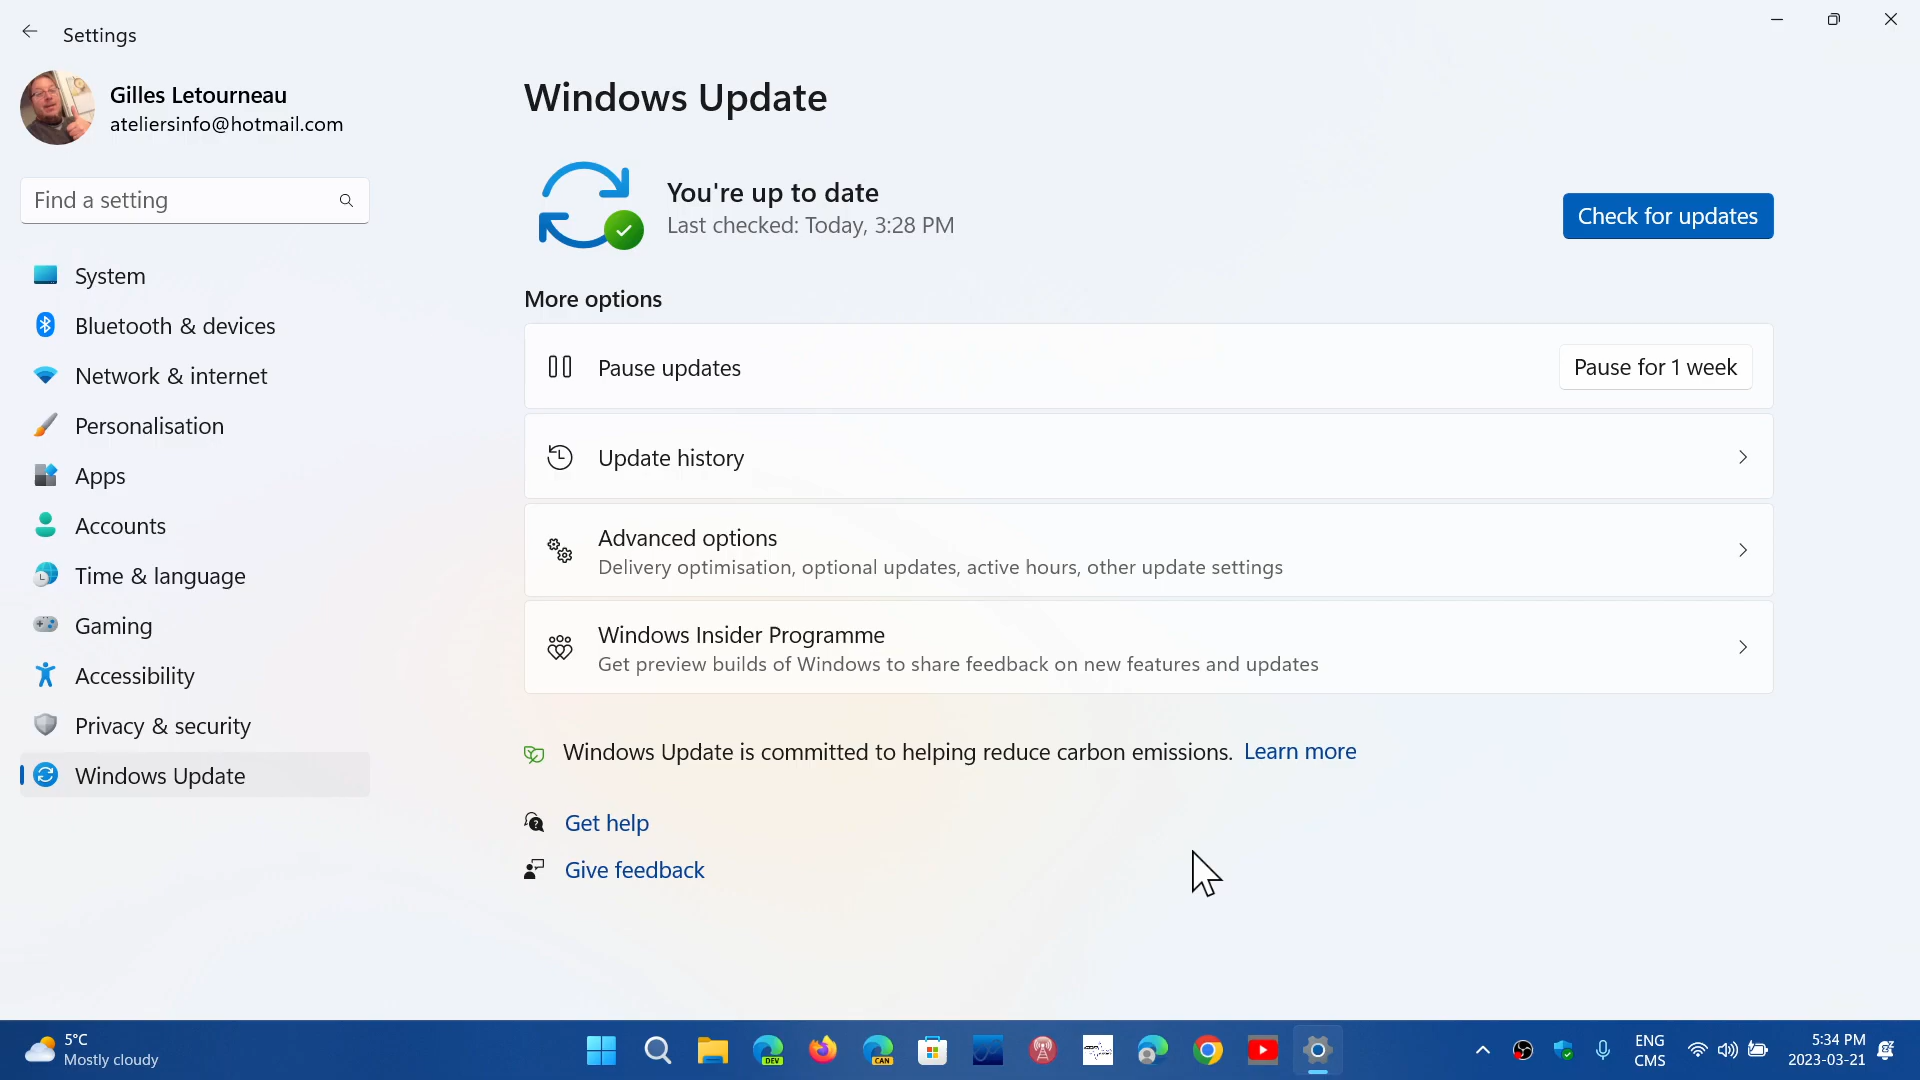 Settings
Gilles Letourneau
ateliersinfo@hotmail.com
Find a setting
System
Bluetooth & devices
Network & internet
Personalisation
Apps
Accounts
Time & language
Gaming
Accessibility
Privacy & security
Windows Update
Windows Update
You're up to date
Last checked: Today, 3:28 PM
Check for updates
More options
Pause updates
Pause for 1 week
Update history
Advanced options
Delivery optimisation, optional updates, active hours, other update settings
Windows Insider Programme
Get preview builds of Windows to share feedback on new features and updates
Windows Update is committed to helping reduce carbon emissions. Learn more
Get help
Give feedback
5°C
Mostly cloudy
DEV
CAN
ENG
CMS
5:34 PM
2023-03-21